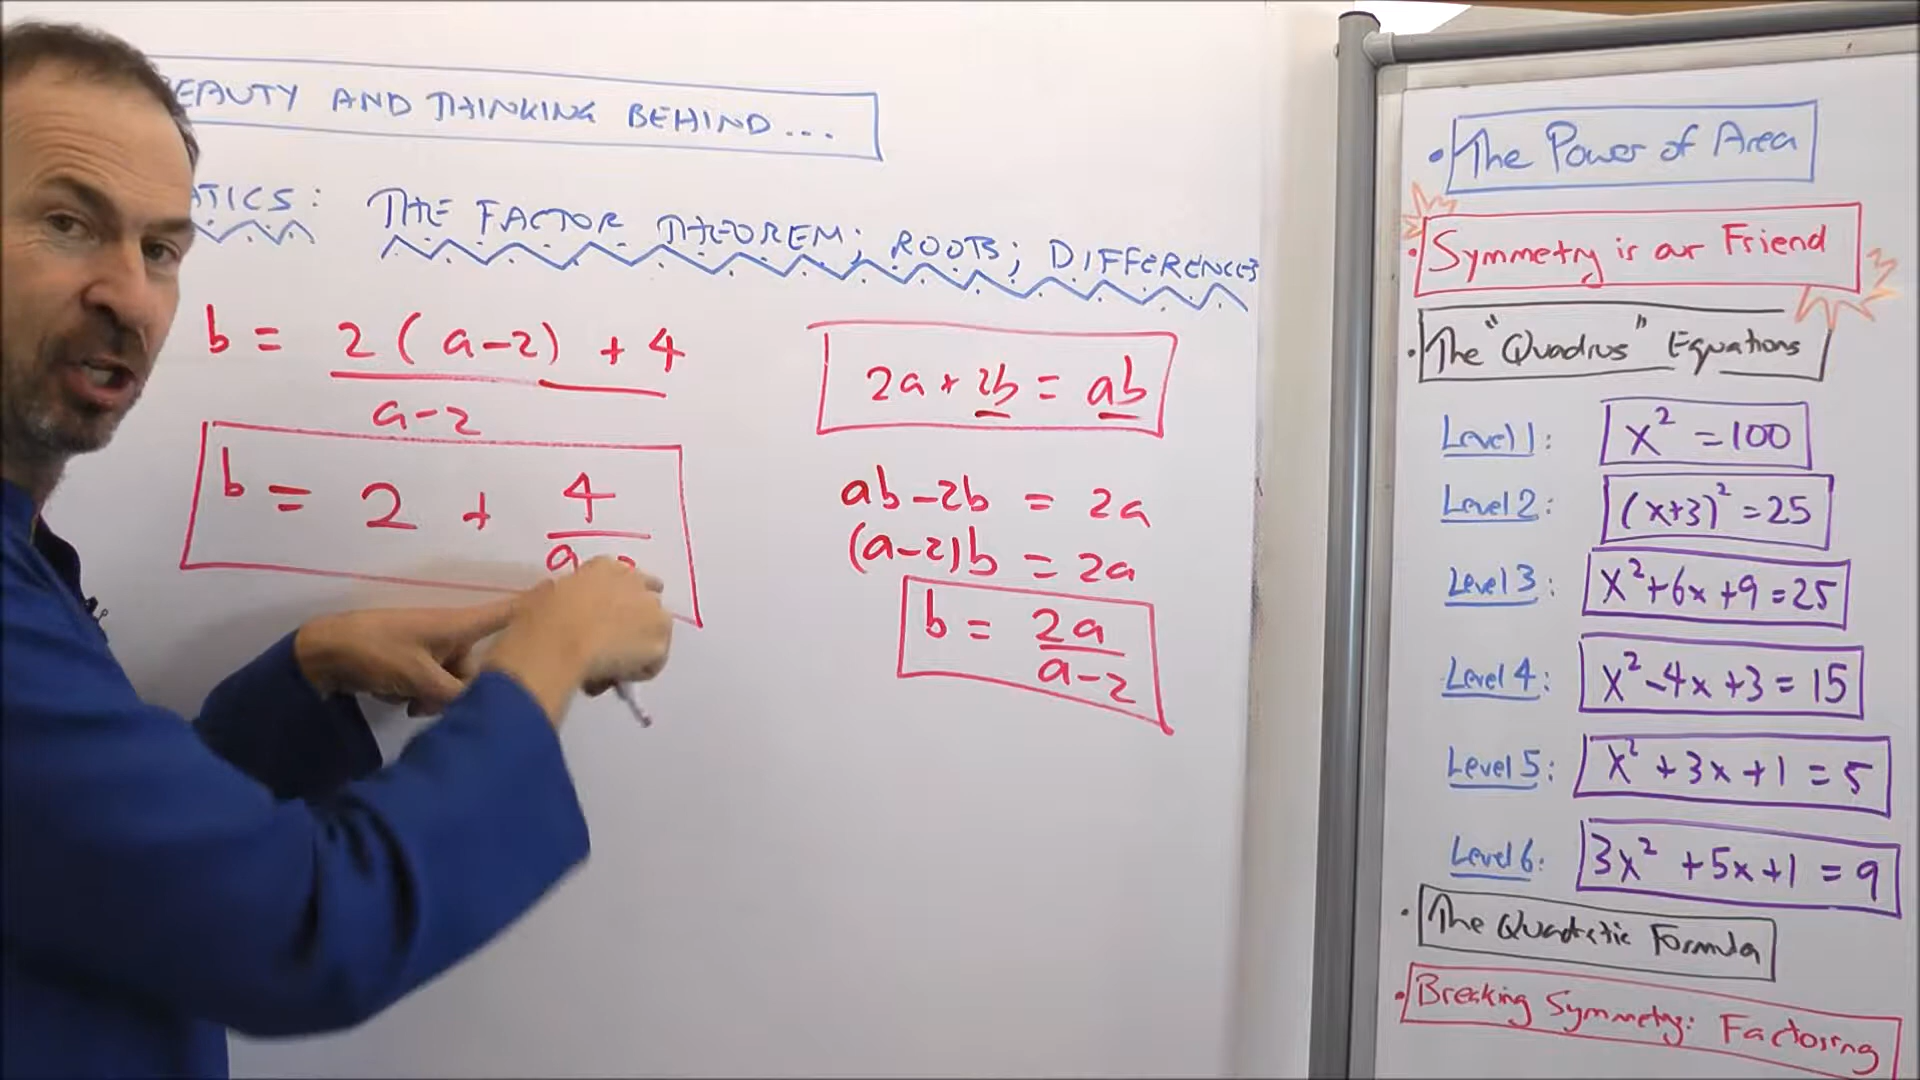 EAUTY AND THINKING BEHIND...
ATICS: THE FACTOR THEOREM; ROOTS; DIFFERENCES
b = 2(a-2) + 4
a-2
b = 2 + 4
a-2
2a + 2b = ab
ab - 2b = 2a
(a-2)b = 2a
b = 2a
a-2
• The Power of Area
• Symmetry is our Friend
• The "Quadrus" Equations
Level 1: x² = 100
Level 2: (x+3)² = 25
Level 3: x² + 6x + 9 = 25
Level 4: x² - 4x + 3 = 15
Level 5: x² + 3x + 1 = 5
Level 6: 3x² + 5x + 1 = 9
• The Quadratic Formula
• Breaking Symmetry: Factoring